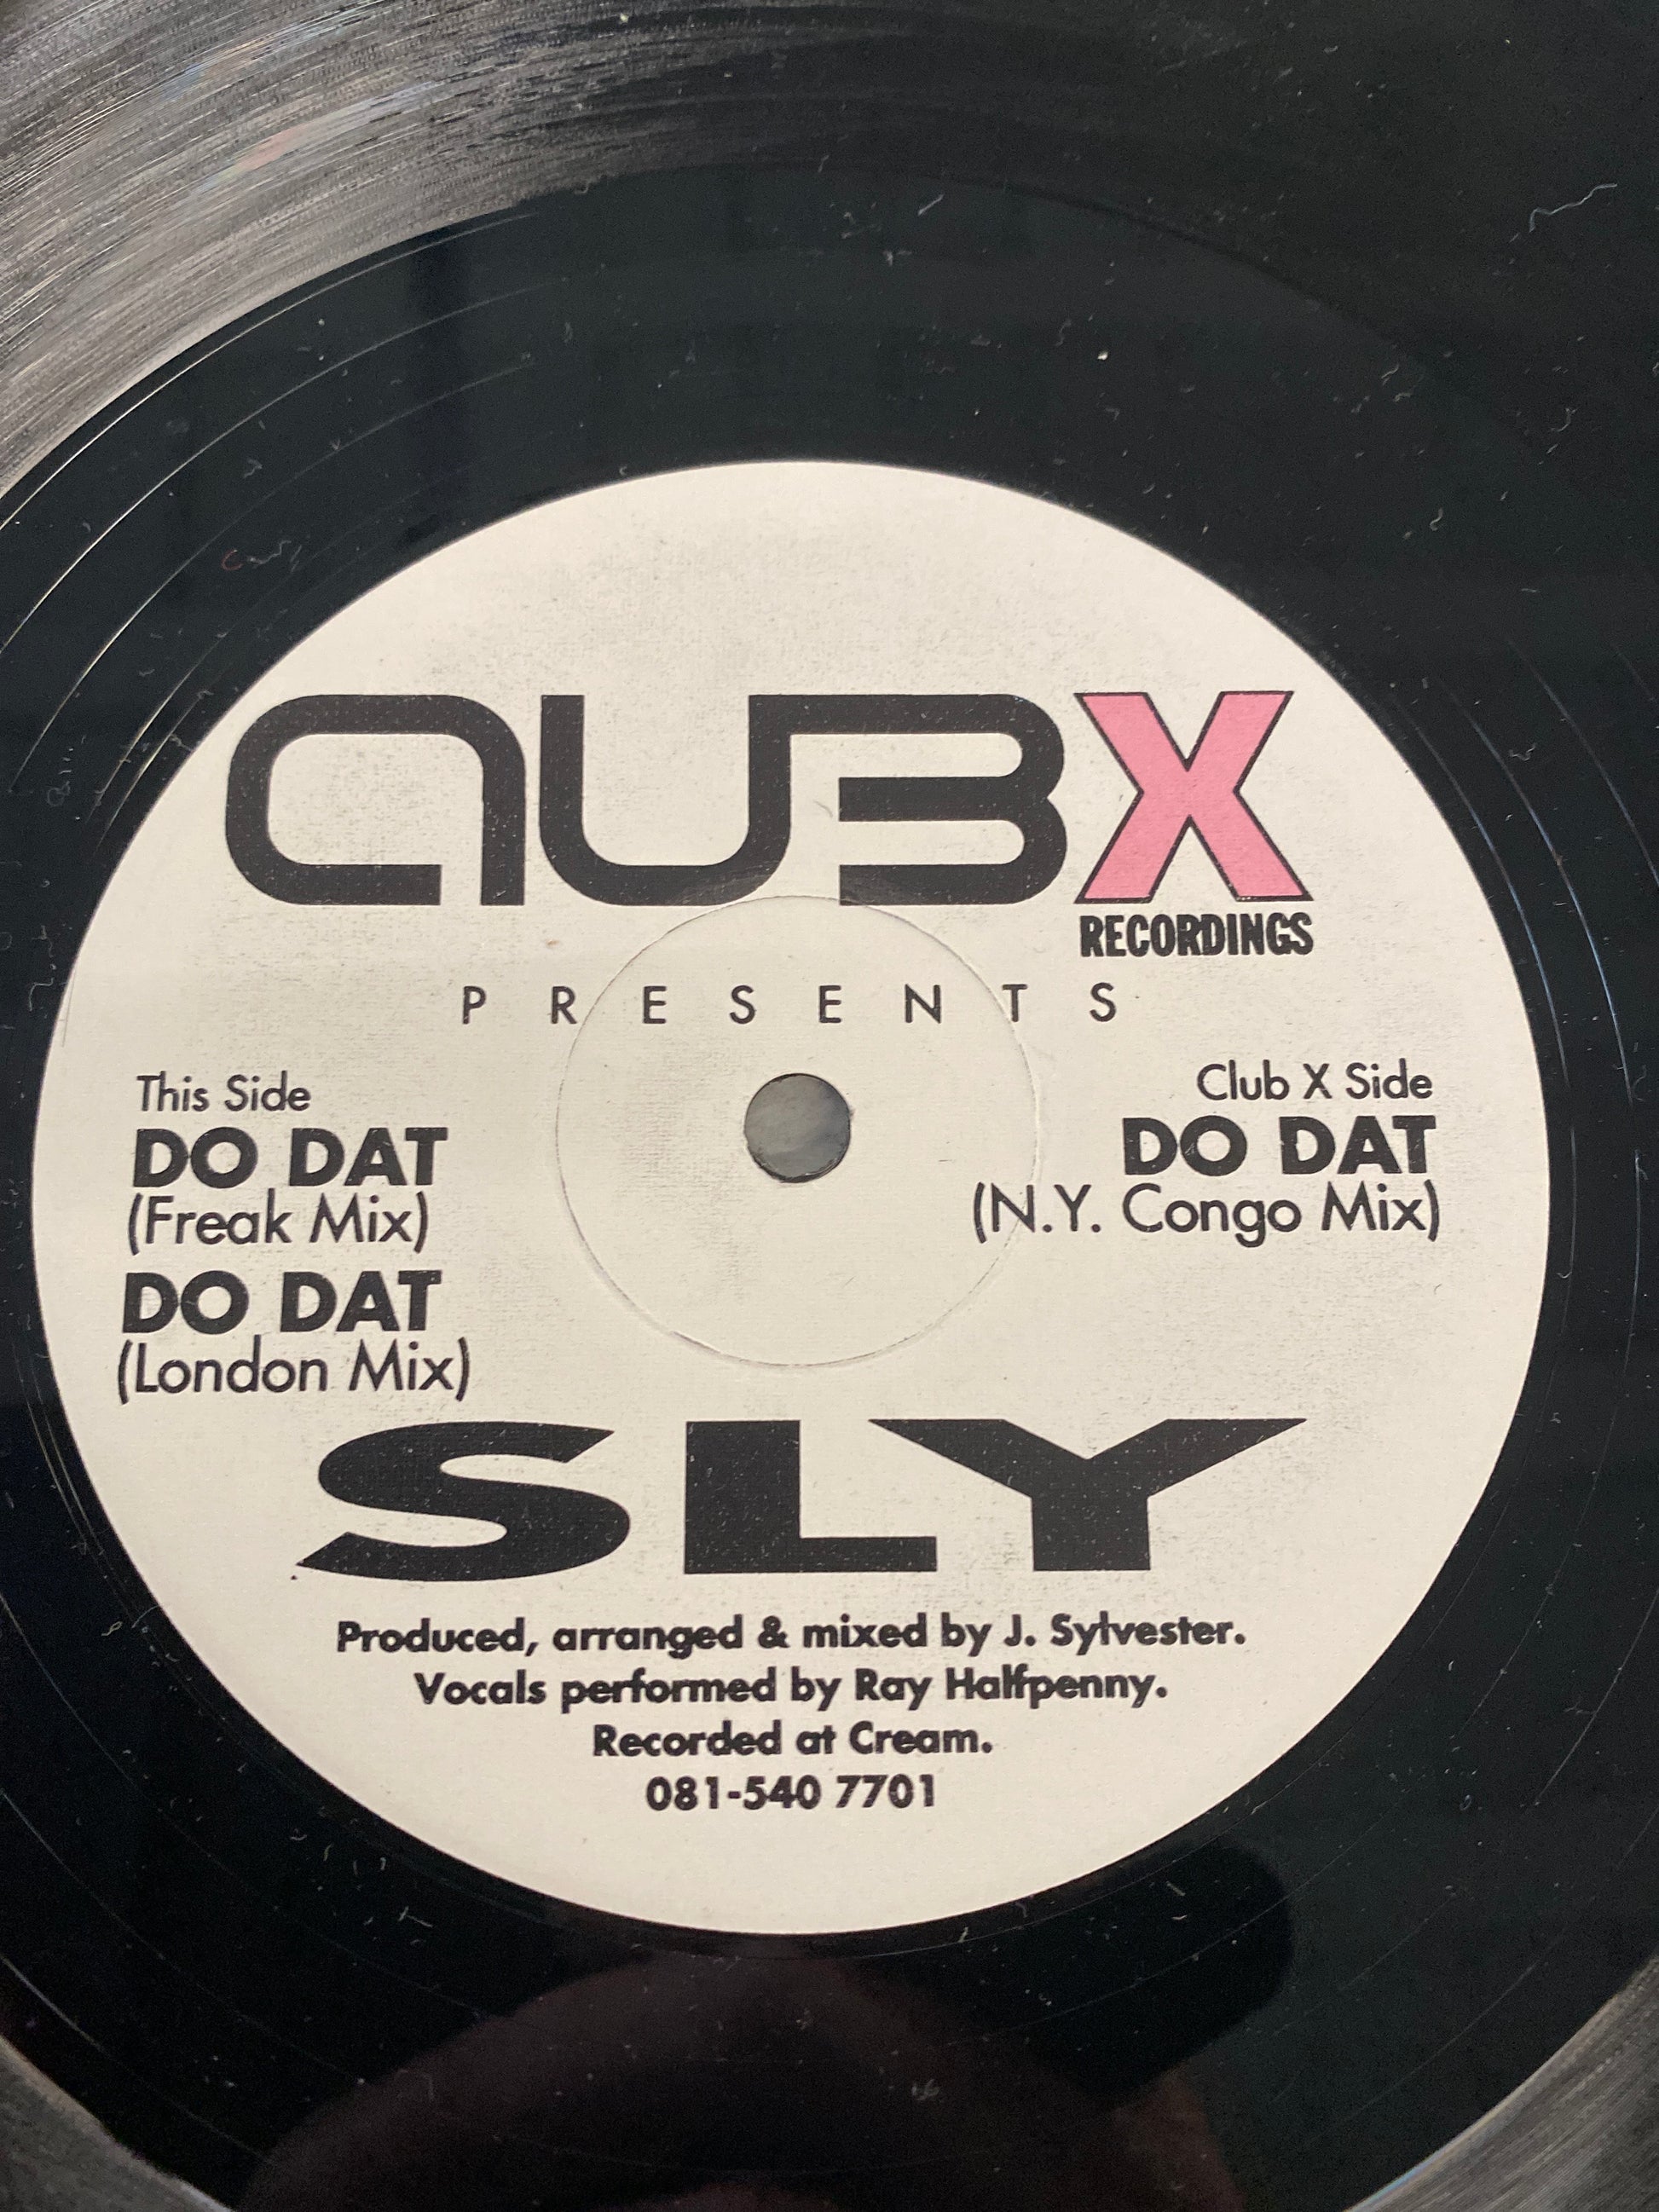 QUBX
RECORDINGS
PRESENTS
This Side
DO DAT
(Freak Mix)
DO DAT
(London Mix)
Club X Side
DO DAT
(N.Y. Congo Mix)
SLY
Produced, arranged & mixed by J. Sylvester.
Vocals performed by Ray Halfpenny.
Recorded at Cream.
081-540 7701